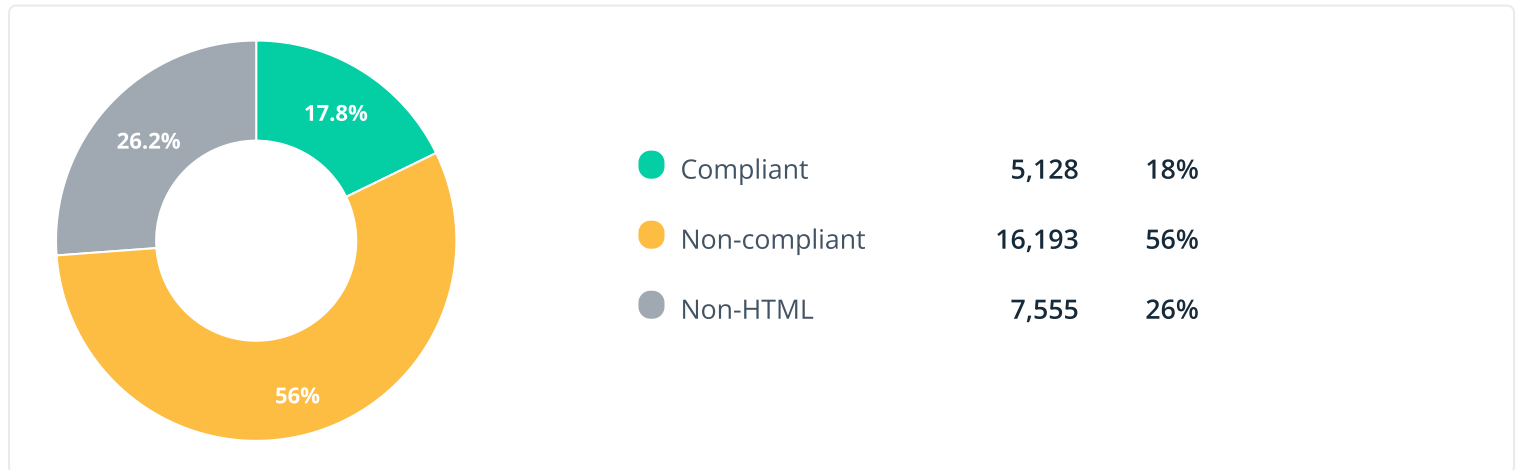 17.8%
26.2%
56%
Compliant 5,128 18%
Non-compliant 16,193 56%
Non-HTML 7,555 26%